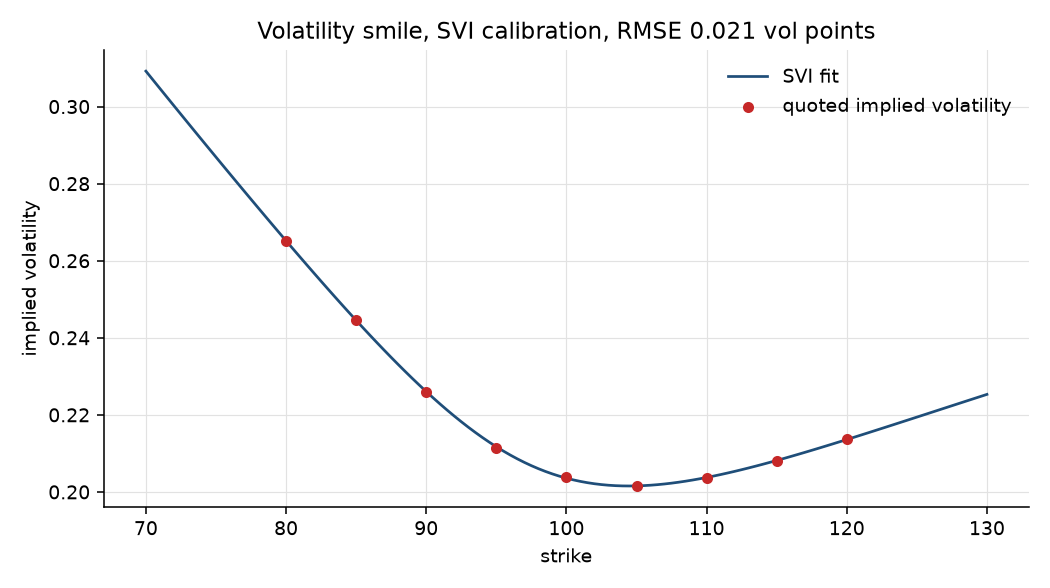 Volatility smile, SVI calibration, RMSE 0.021 vol points
SVI fit
quoted implied volatility
implied volatility
0.30
0.28
0.26
0.24
0.22
0.20
70 80 90 100 110 120 130
strike